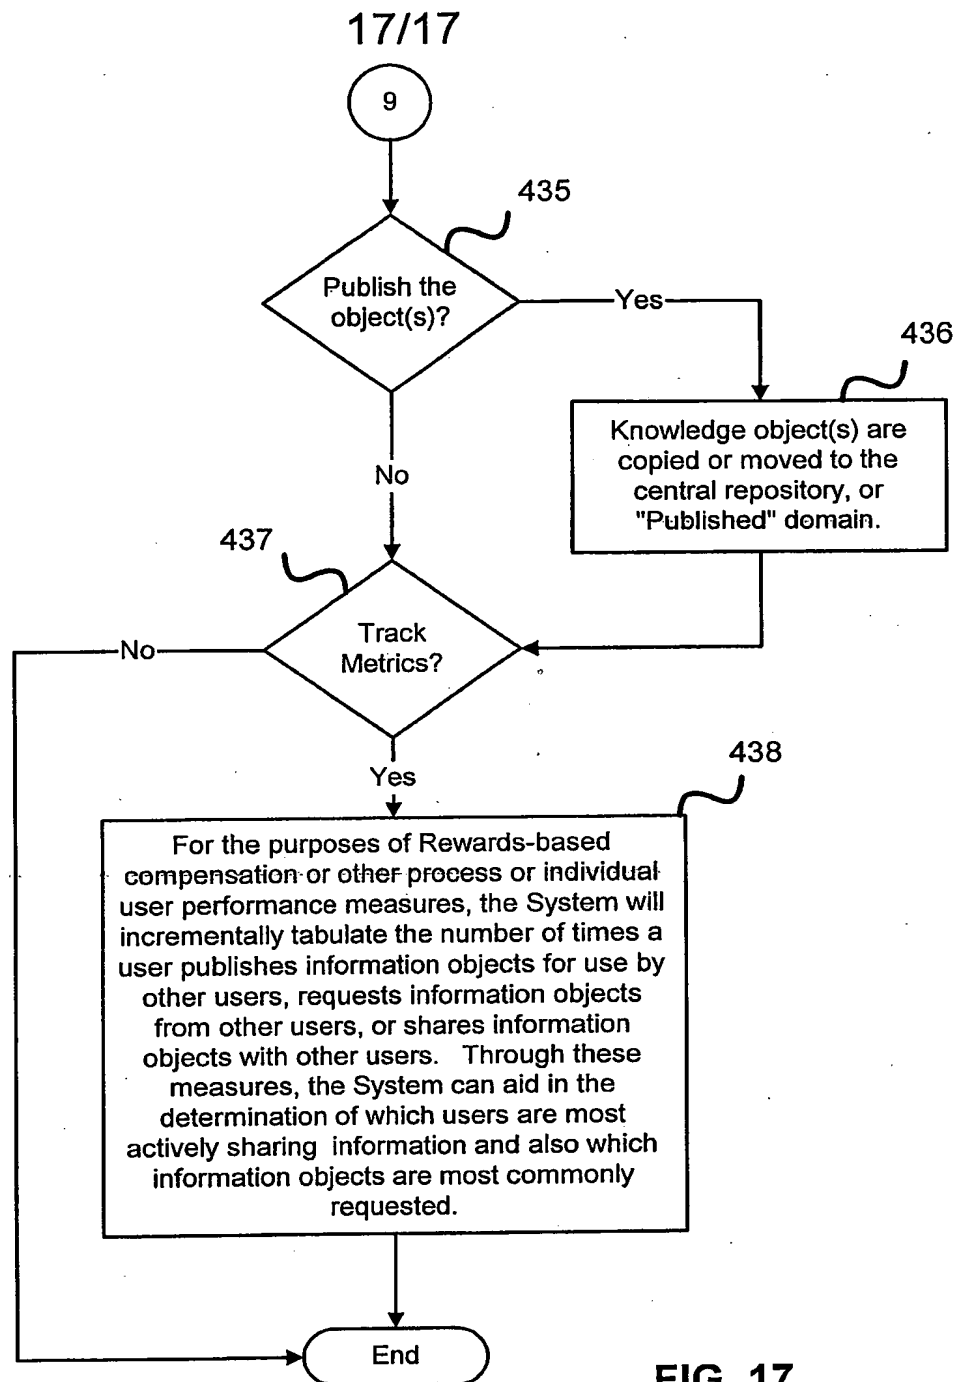 17/17
9
435
Publish the
object(s)?
Yes
436
Knowledge object(s) are
copied or moved to the
central repository, or
"Published" domain.
No
437
Track
Metrics?
No
Yes
438
For the purposes of Rewards-based
compensation or other process or individual
user performance measures, the System will
incrementally tabulate the number of times a
user publishes information objects for use by
other users, requests information objects
from other users, or shares information
objects with other users. Through these
measures, the System can aid in the
determination of which users are most
actively sharing information and also which
information objects are most commonly
requested.
End
FIG. 17